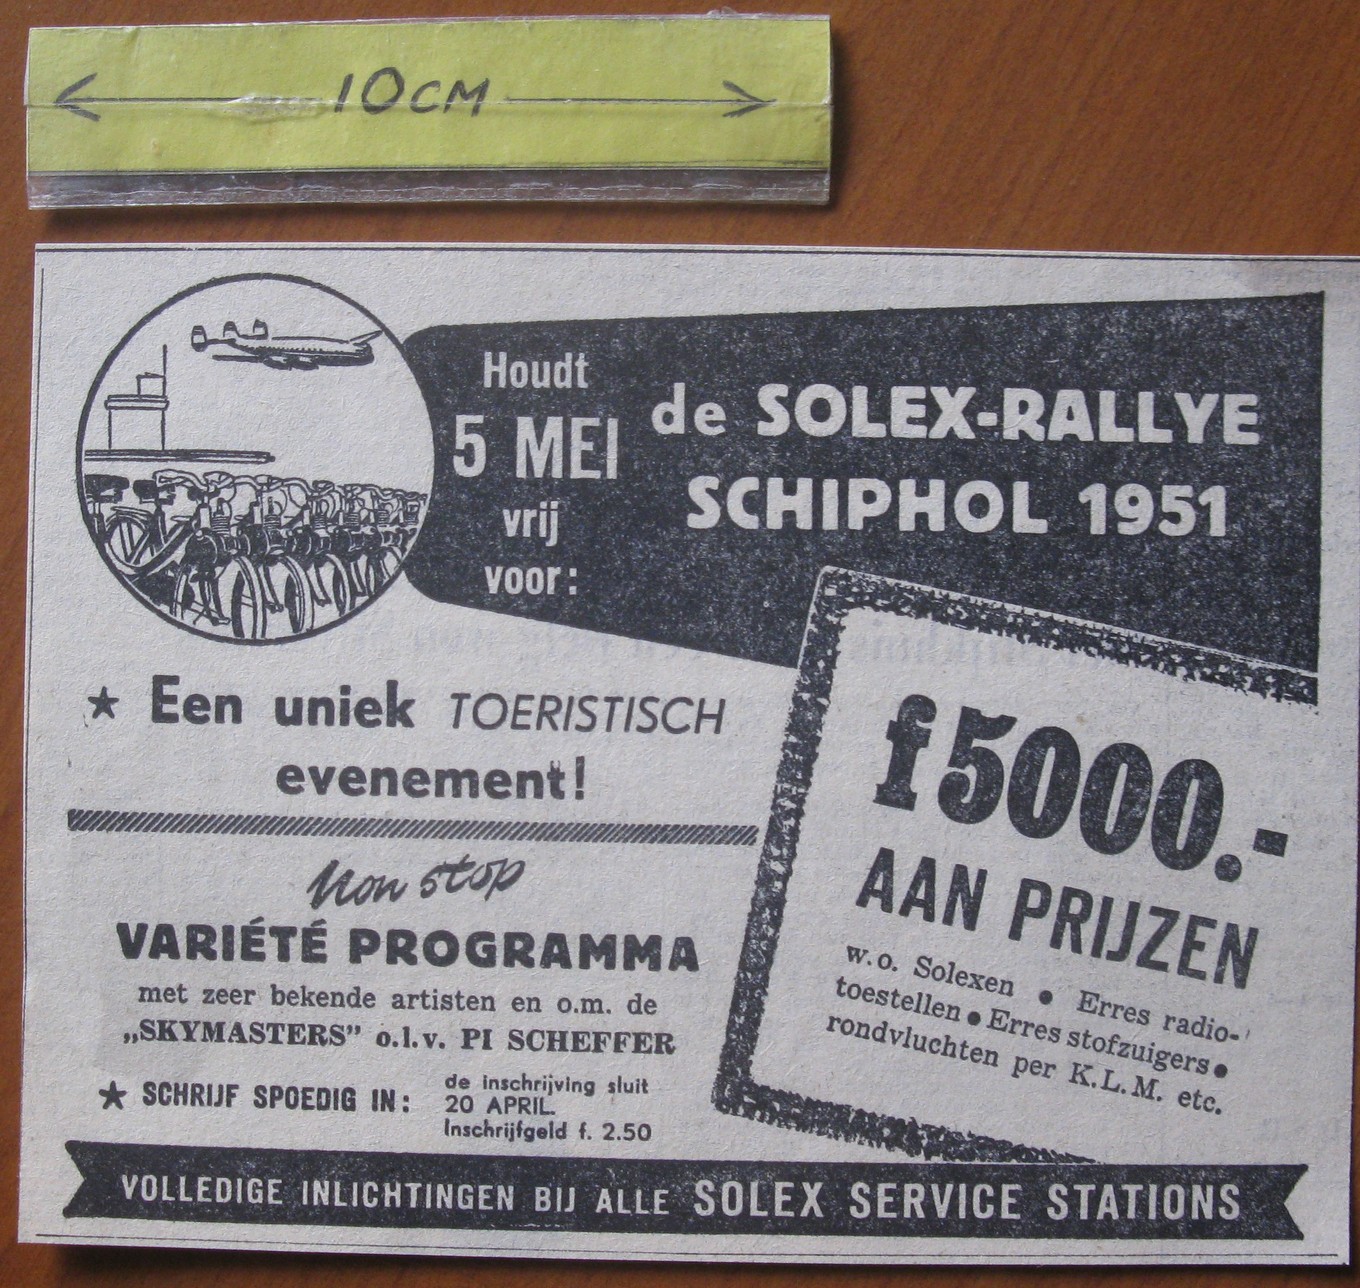 10CM
Houdt
5 MEI
vrij
voor:
de SOLEX-RALLYE
SCHIPHOL 1951
★ Een uniek TOERISTISCH
evenement!
Non stop
VARIÉTÉ PROGRAMMA
met zeer bekende artisten en o.m. de
„SKYMASTERS” o.l.v. PI SCHEFFER
★ SCHRIJF SPOEDIG IN:
de inschrijving sluit
20 APRIL.
Inschrijfgeld f. 2.50
f 5000.-
AAN PRIJZEN
w.o. Solexen ● Erres radio-
toestellen ● Erres stofzuigers ●
rondvluchten per K.L.M. etc.
VOLLEDIGE INLICHTINGEN BIJ ALLE SOLEX SERVICE STATIONS